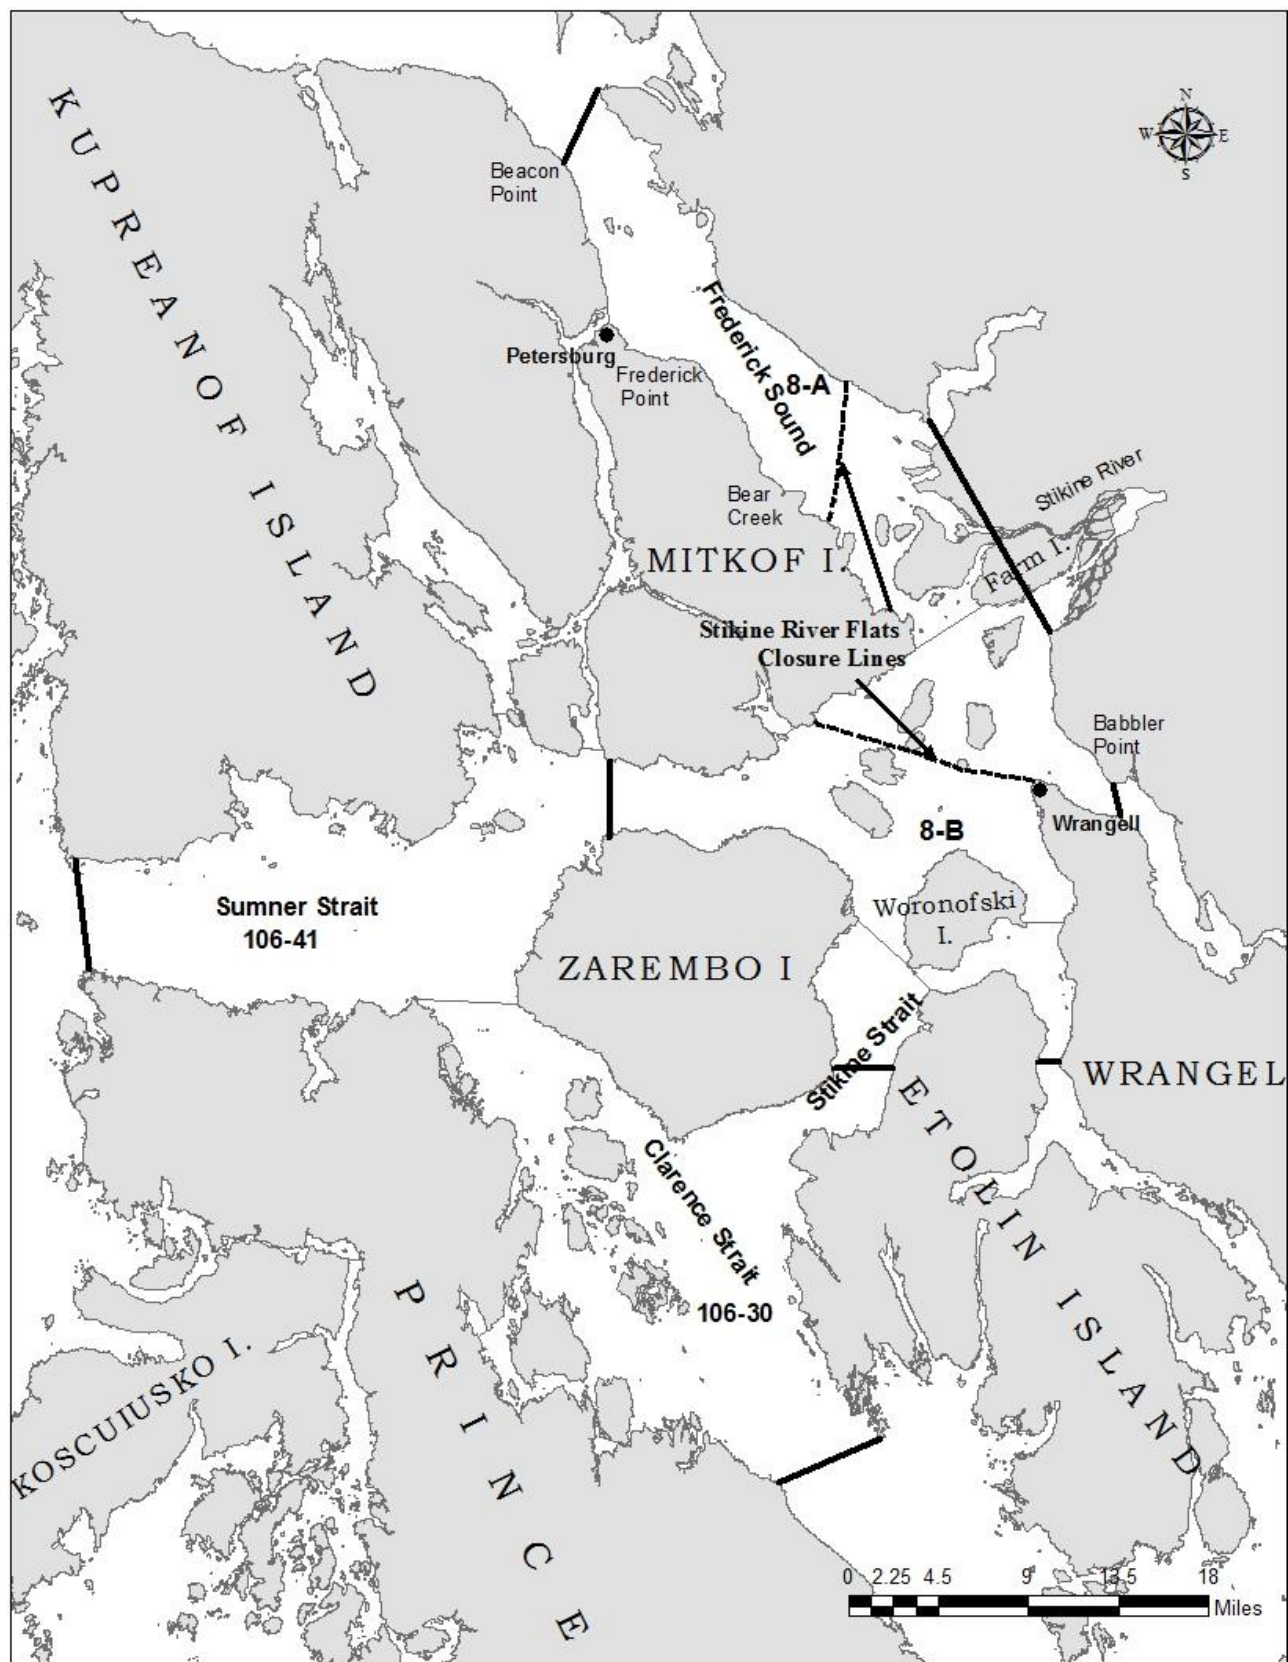 N
W E
S
KUPREANOF ISLAND
Beacon
Point
Frederick Sound
8-A
Petersburg
Frederick
Point
Stikine River
Bear
Creek
MITKOF I.
Farm I.
Stikine River Flats
Closure Lines
Babbler
Point
Wrangell
8-B
Sumner Strait
106-41
Woronofski
I.
ZAREMBO I
Stikine Strait
WRANGEL
ETOLIN ISLAND
Clarence Strait
106-30
PRINCE
KOSCUIUSKO I.
0 2.25 4.5 9 13.5 18
Miles